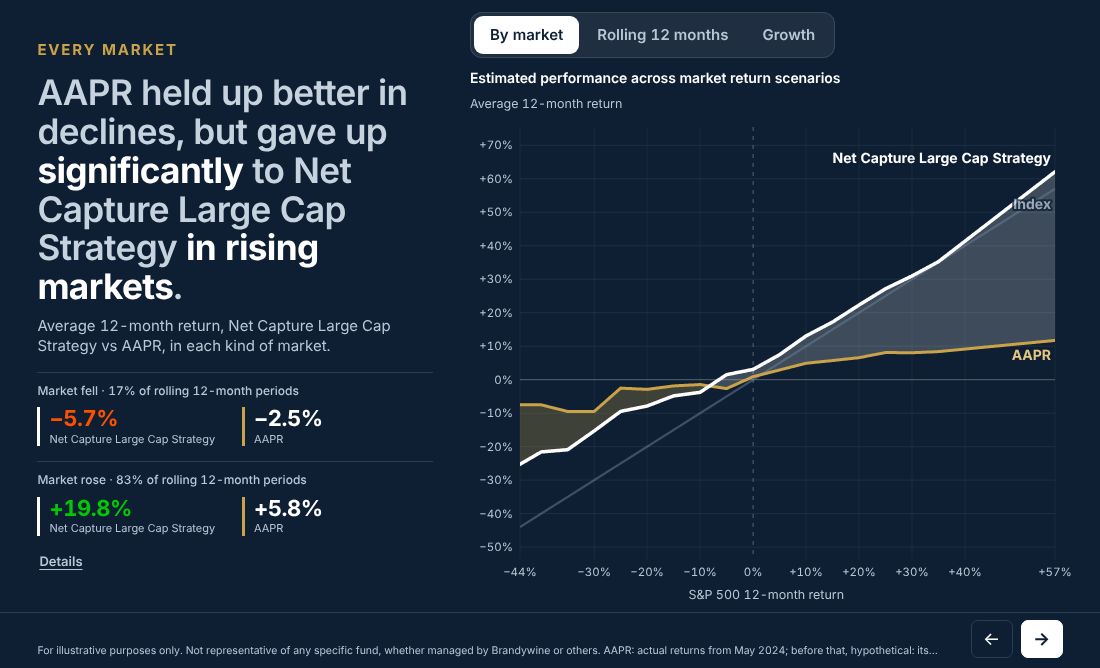 EVERY MARKET
AAPR held up better in
declines, but gave up
significantly to Net
Capture Large Cap
Strategy in rising
markets.
Average 12-month return, Net Capture Large Cap
Strategy vs AAPR, in each kind of market.
Market fell · 17% of rolling 12-month periods
−5.7%
Net Capture Large Cap Strategy
−2.5%
AAPR
Market rose · 83% of rolling 12-month periods
+19.8%
Net Capture Large Cap Strategy
+5.8%
AAPR
Details
By market
Rolling 12 months
Growth
Estimated performance across market return scenarios
Average 12-month return
+70%
+60%
+50%
+40%
+30%
+20%
+10%
0%
−10%
−20%
−30%
−40%
−50%
Net Capture Large Cap Strategy
Index
AAPR
−44%
−30%
−20%
−10%
0%
+10%
+20%
+30%
+40%
+57%
S&P 500 12-month return
For illustrative purposes only. Not representative of any specific fund, whether managed by Brandywine or others. AAPR: actual returns from May 2024; before that, hypothetical: its...